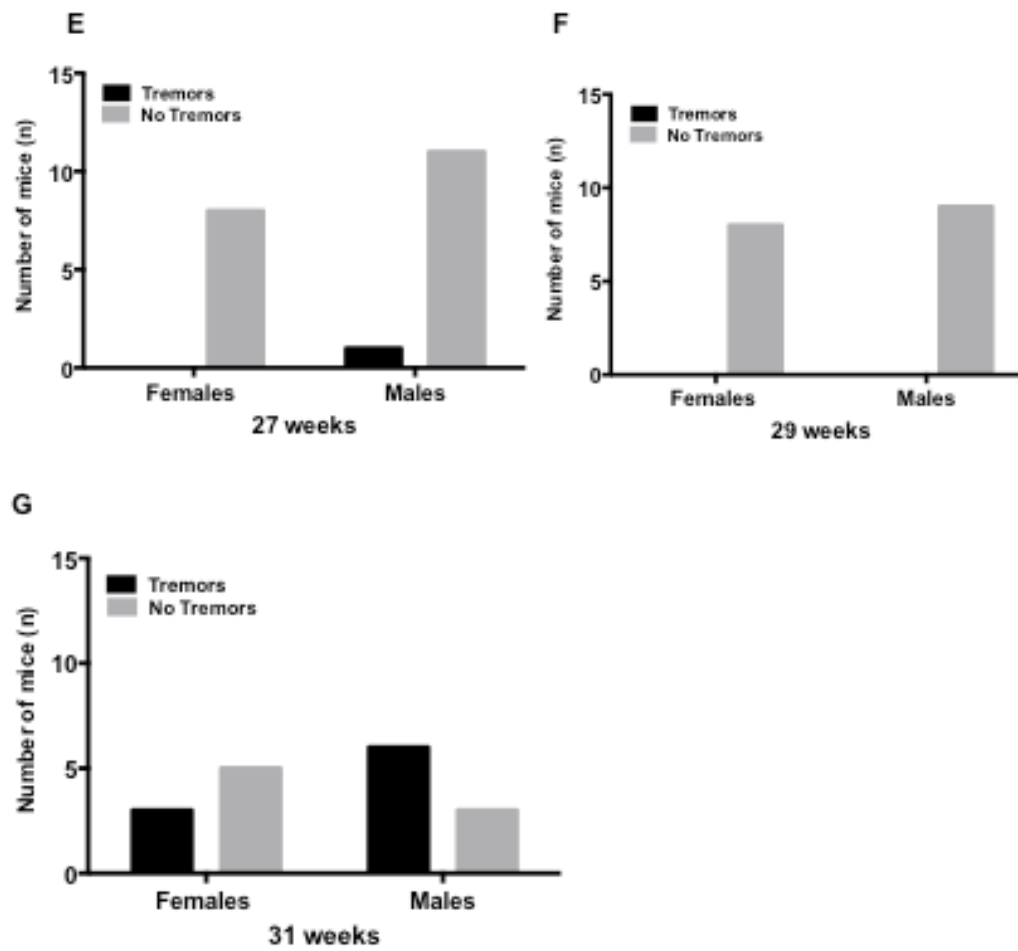 E
15
Tremors
No Tremors
10
5
0
Number of mice (n)
Females Males
27 weeks
F
15
Tremors
No Tremors
10
5
0
Number of mice (n)
Females Males
29 weeks
G
15
Tremors
No Tremors
10
5
0
Number of mice (n)
Females Males
31 weeks